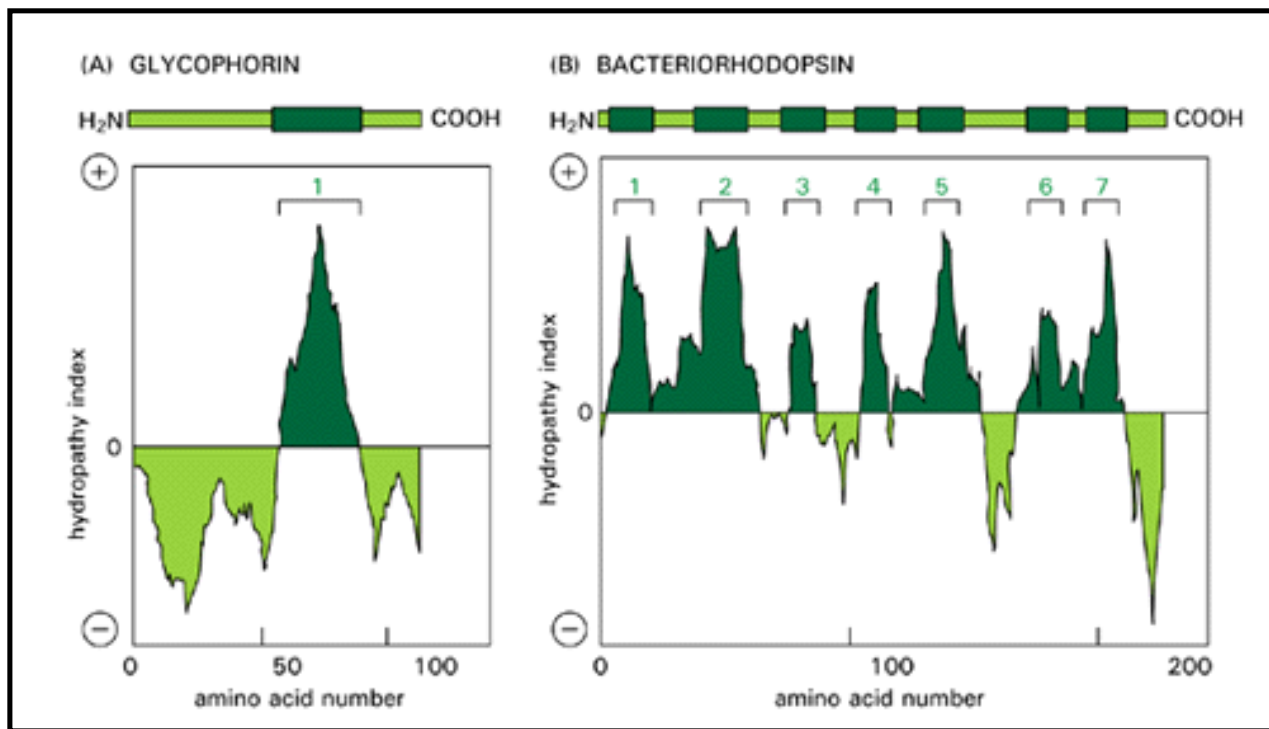 (A) GLYCOPHORIN
H₂N COOH
+
1
0
hydropathy index
−
0 50 100
amino acid number
(B) BACTERIORHODOPSIN
H₂N COOH
+
1 2 3 4 5 6 7
0
hydropathy index
−
0 100 200
amino acid number